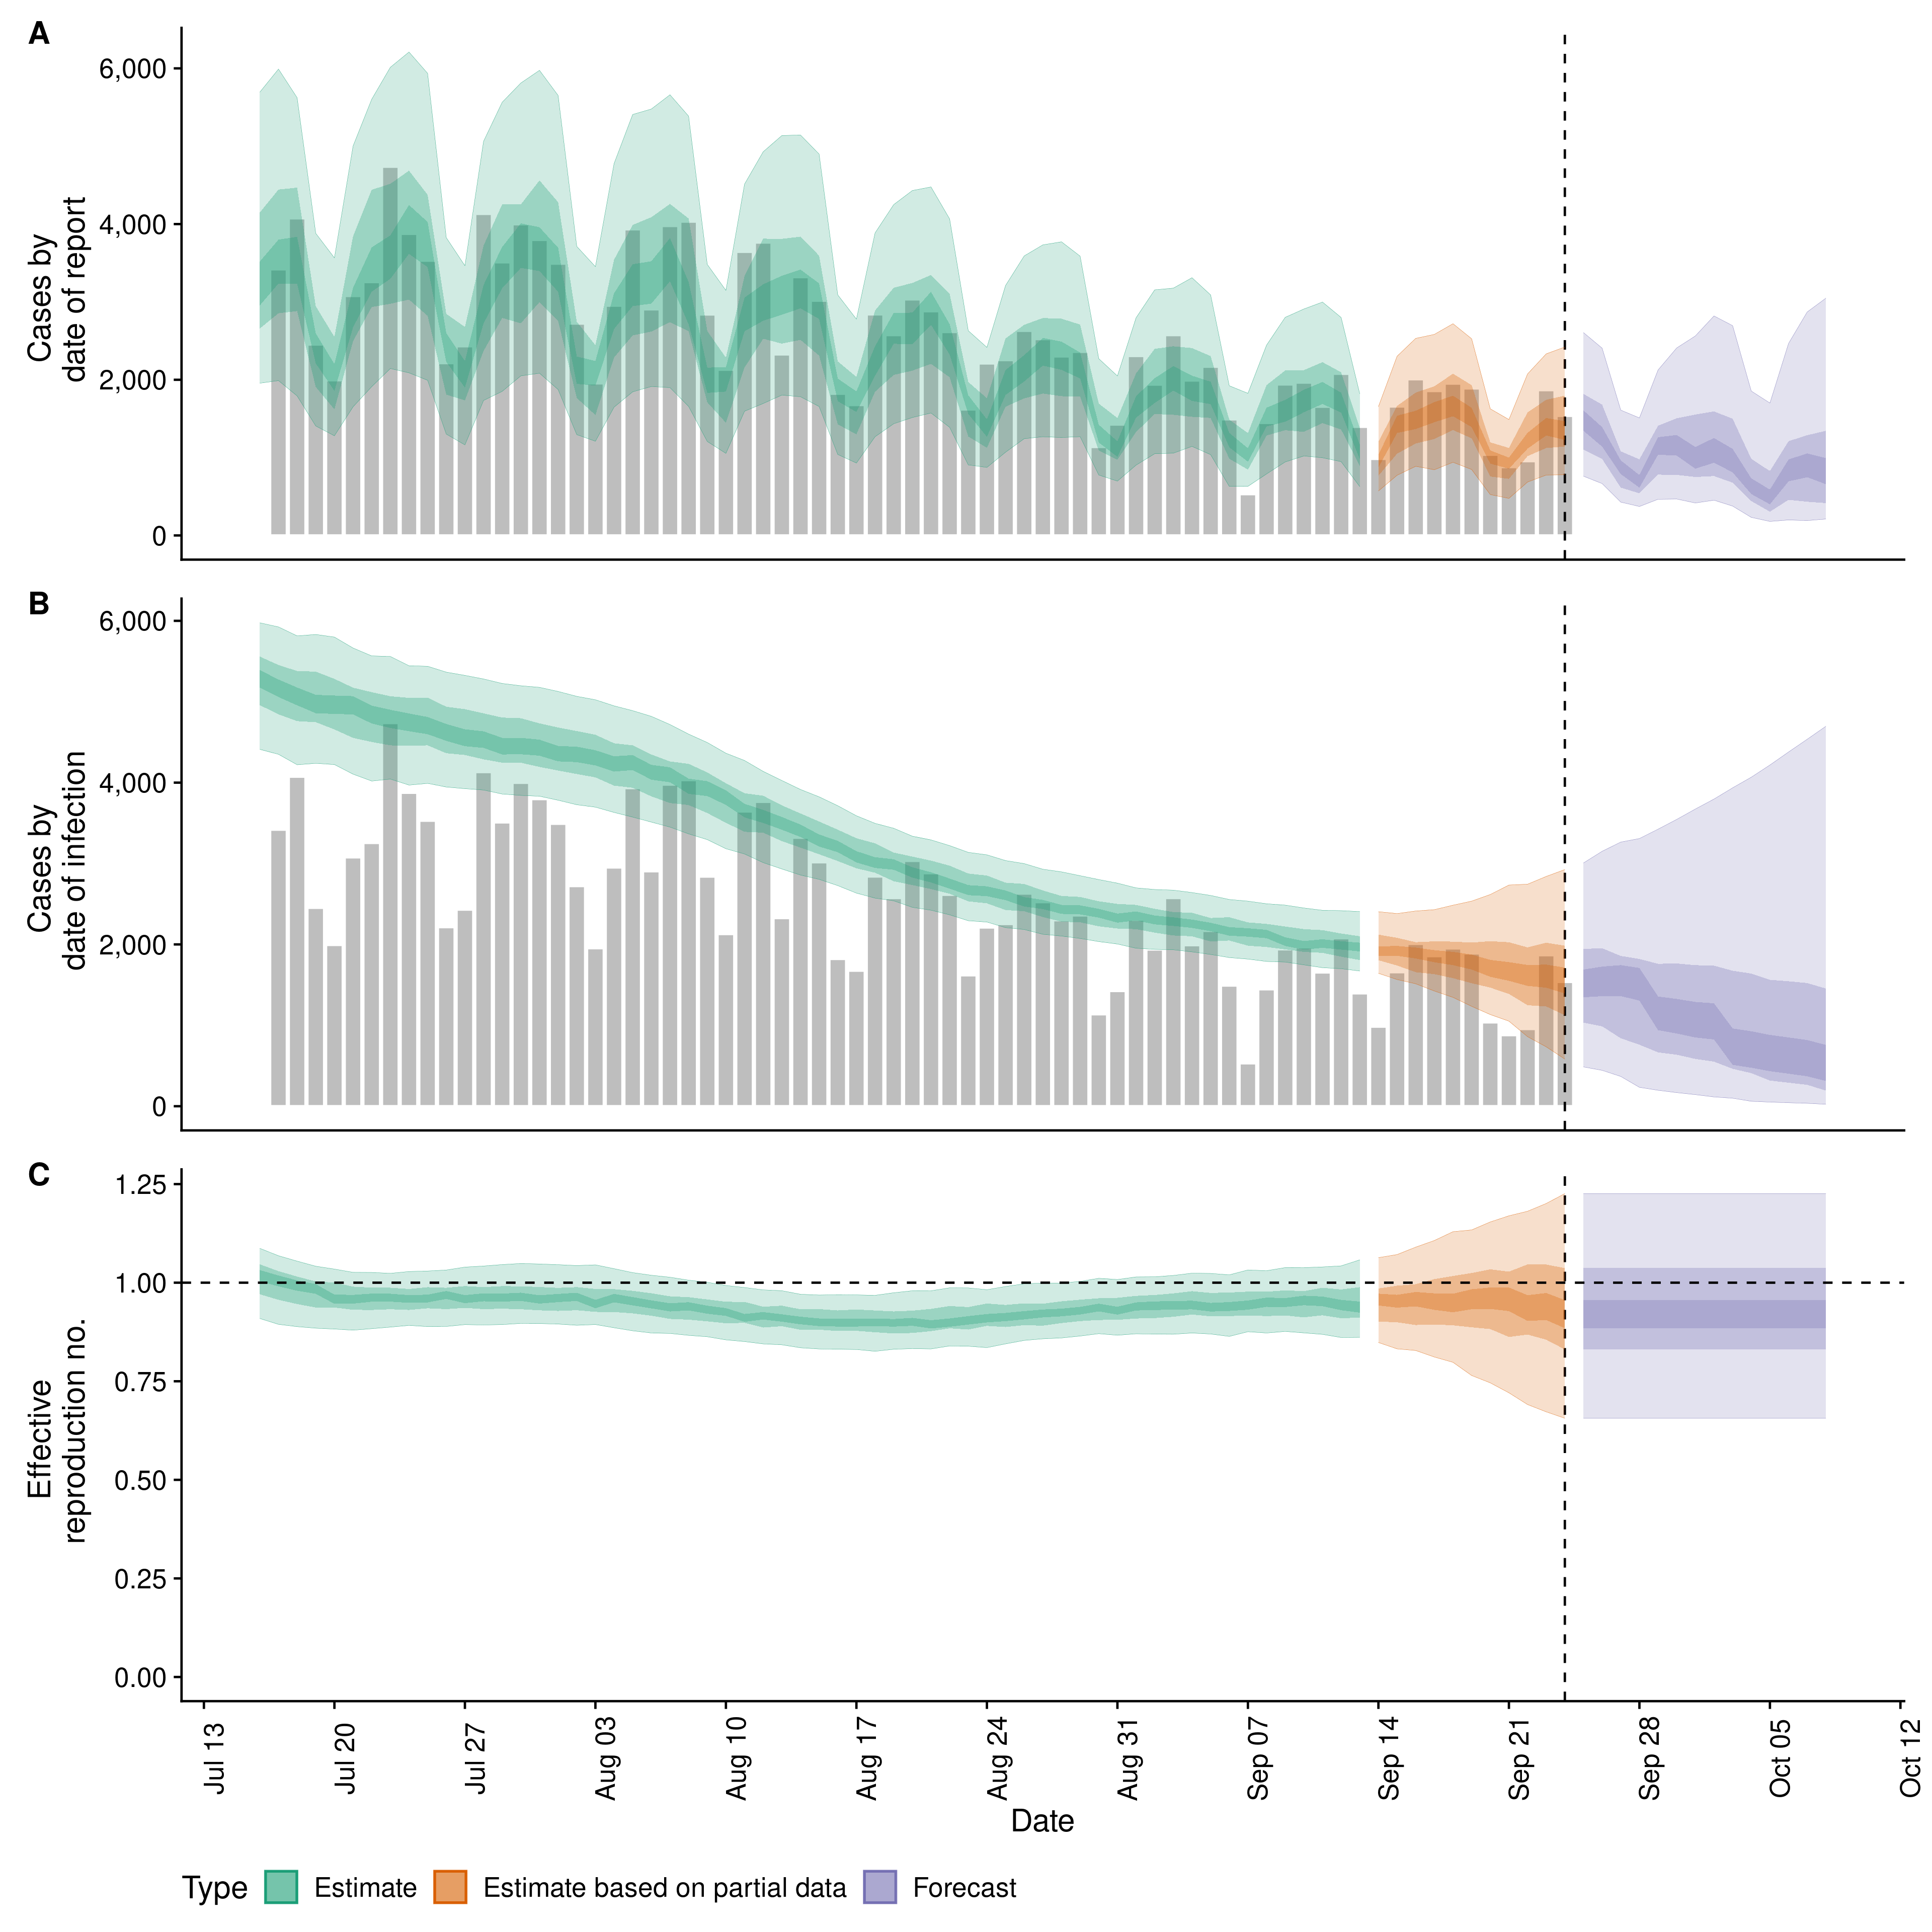 A
6,000
4,000
2,000
0
Cases by
date of report
B
6,000
4,000
2,000
0
Cases by
date of infection
C
1.25
1.00
0.75
0.50
0.25
0.00
Effective
reproduction no.
Jul 13
Jul 20
Jul 27
Aug 03
Aug 10
Aug 17
Aug 24
Aug 31
Sep 07
Sep 14
Sep 21
Sep 28
Oct 05
Oct 12
Date
Type Estimate Estimate based on partial data Forecast